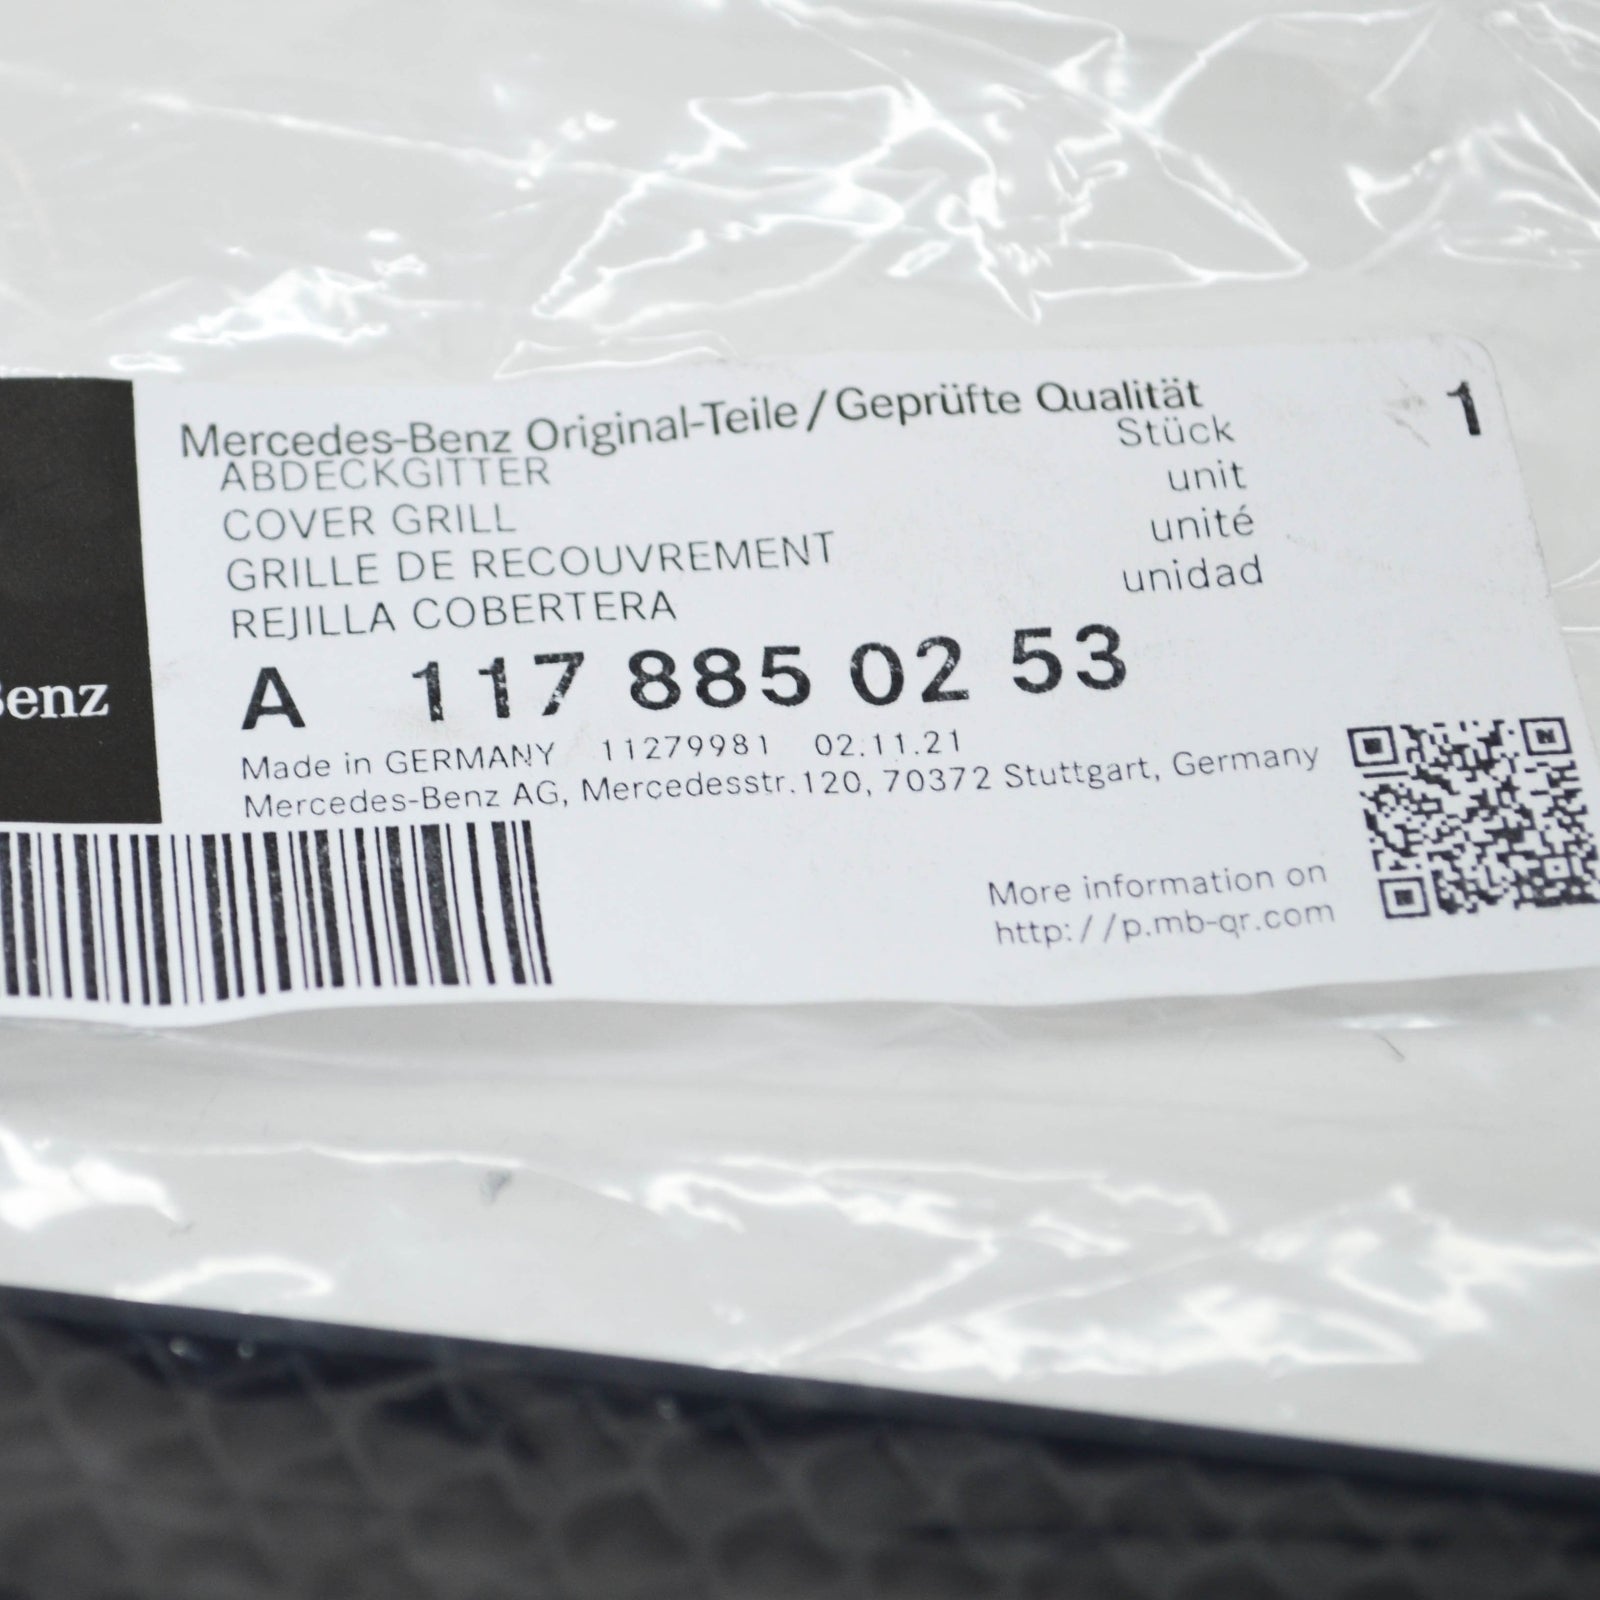 Mercedes-Benz Original-Teile/Geprüfte Qualität
ABDECKGITTER Stück 1
COVER GRILL unit
GRILLE DE RECOUVREMENT unité
REJILLA COBERTERA unidad
A 117 885 02 53
Benz
Made in GERMANY 11279981 02.11.21
Mercedes-Benz AG, Mercedesstr.120, 70372 Stuttgart, Germany
More information on
http://p.mb-qr.com